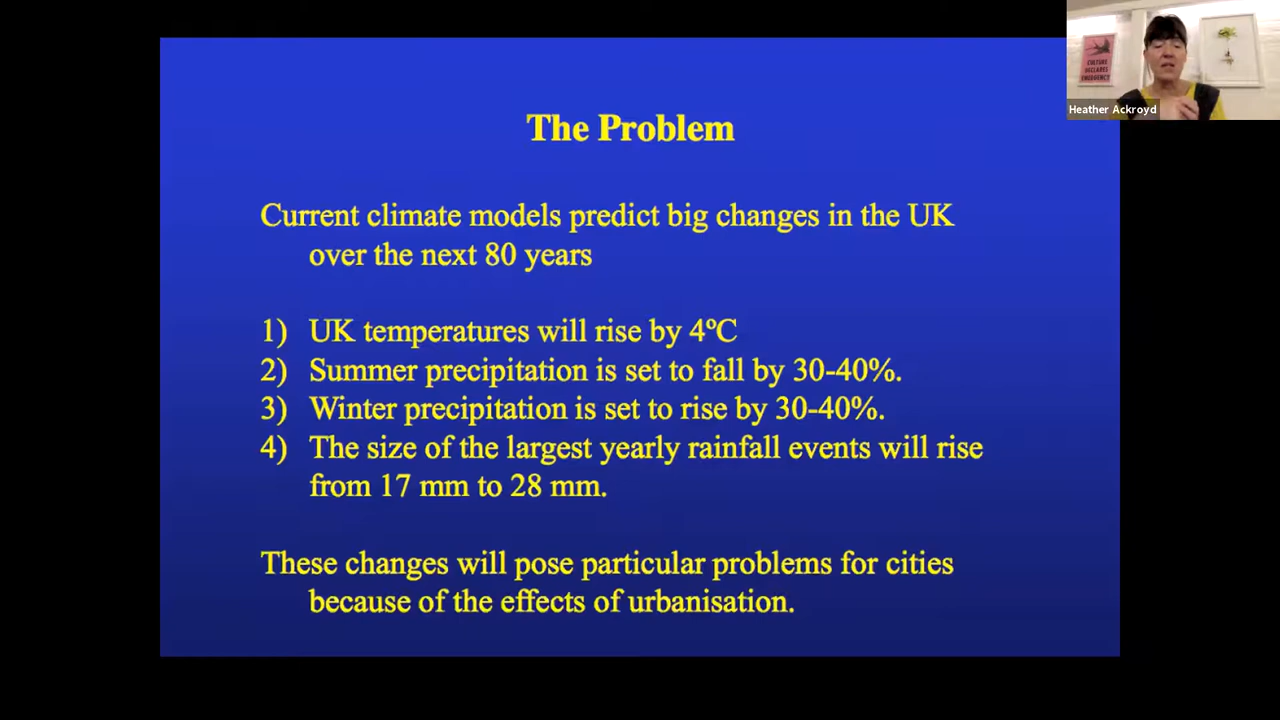 The Problem
Current climate models predict big changes in the UK
over the next 80 years
1) UK temperatures will rise by 4ºC
2) Summer precipitation is set to fall by 30-40%.
3) Winter precipitation is set to rise by 30-40%.
4) The size of the largest yearly rainfall events will rise
from 17 mm to 28 mm.
These changes will pose particular problems for cities
because of the effects of urbanisation.
CULTURE
DECLARES
EMERGENCY
Heather Ackroyd